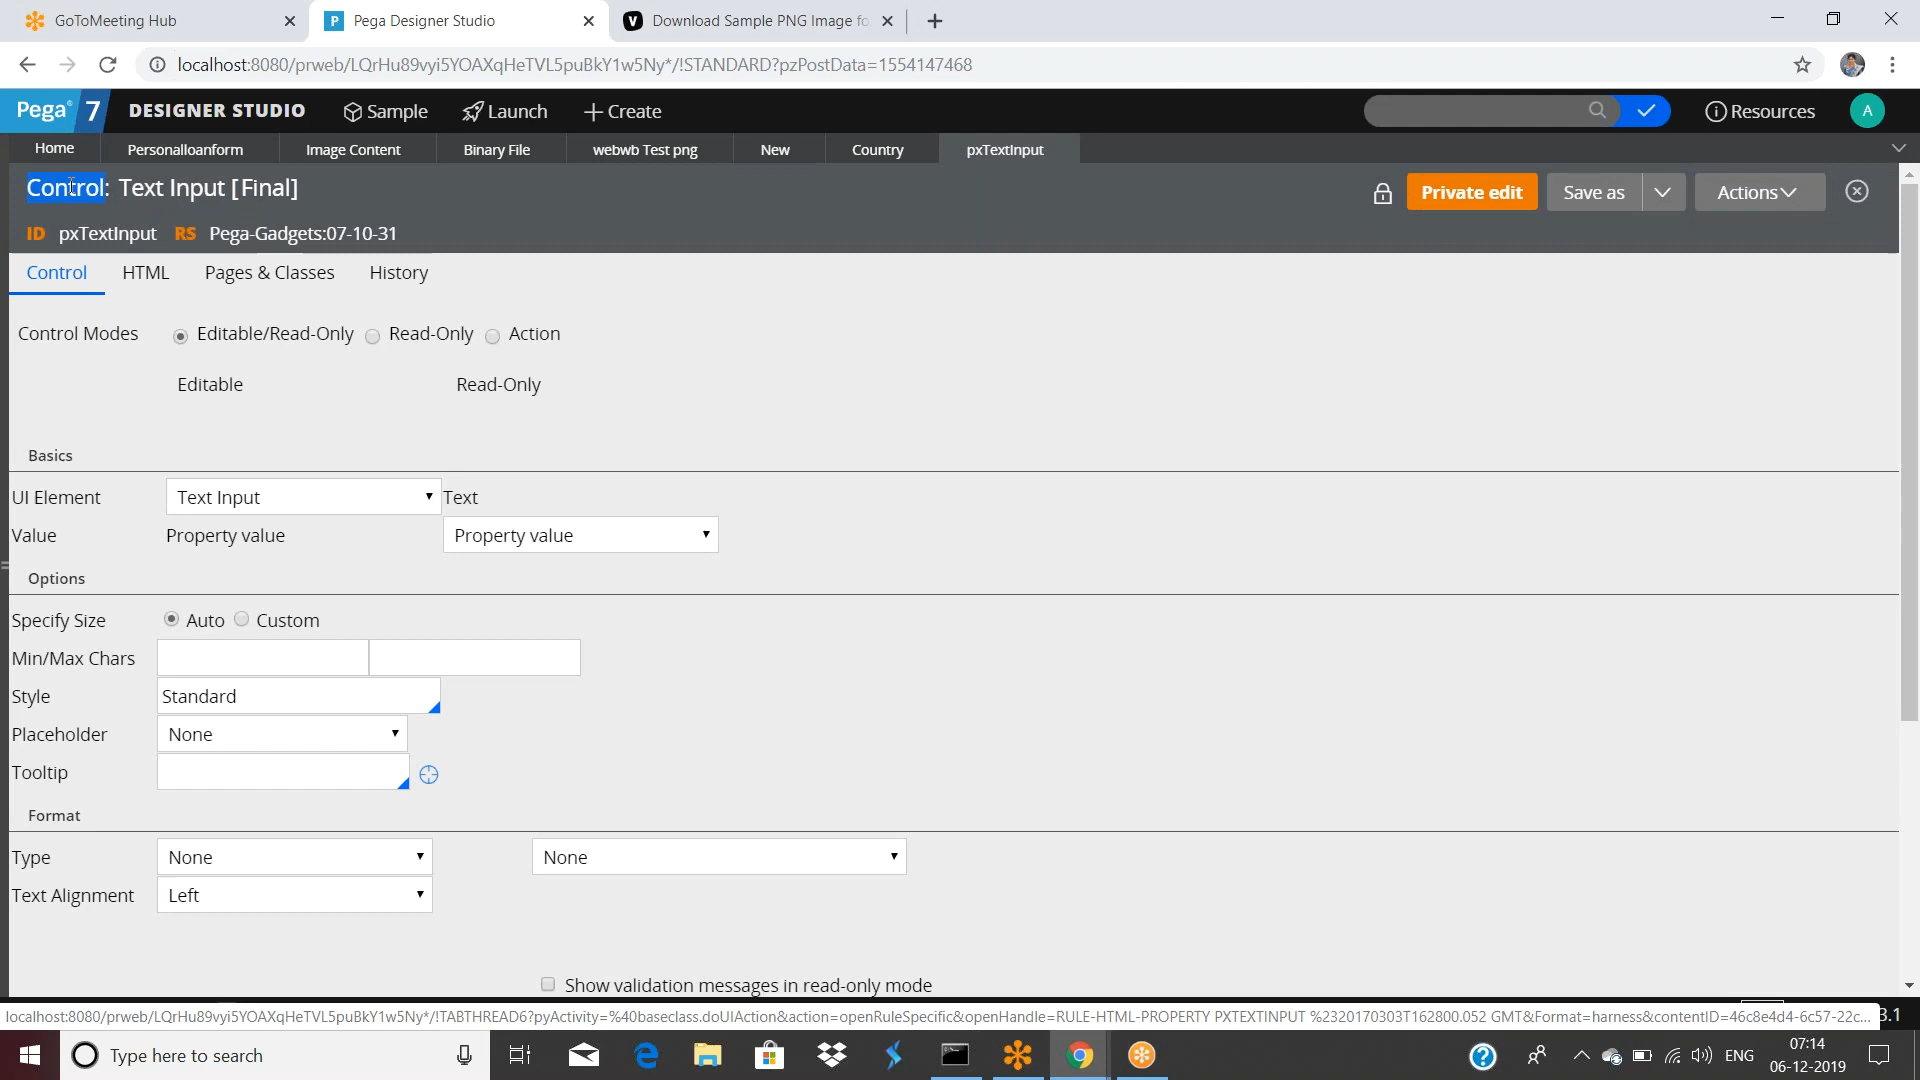 GoToMeeting Hub
Pega Designer Studio
Download Sample PNG Image fo
localhost:8080/prweb/LQrHu89vyi5YOAXqHeTVL5puBkY1w5Ny*/!STANDARD?pzPostData=1554147468
Pega 7 DESIGNER STUDIO Sample Launch Create Resources A
Home Personalloanform Image Content Binary File webwb Test png New Country pxTextInput
Control: Text Input [Final]
Private edit Save as Actions
ID pxTextInput RS Pega-Gadgets:07-10-31
Control HTML Pages & Classes History
Control Modes Editable/Read-Only Read-Only Action
Editable Read-Only
Basics
UI Element Text Input Text
Value Property value Property value
Options
Specify Size Auto Custom
Min/Max Chars
Style Standard
Placeholder None
Tooltip
Format
Type None None
Text Alignment Left
Show validation messages in read-only mode
localhost:8080/prweb/LQrHu89vyi5YOAXqHeTVL5puBkY1w5Ny*/!TABTHREAD6?pyActivity=%40baseclass.doUIAction&action=openRuleSpecific&openHandle=RULE-HTML-PROPERTY PXTEXTINPUT %2320170303T162800.052 GMT&Format=harness&contentID=46c8e4d4-6c57-22c... 3.1
Type here to search
ENG
07:14
06-12-2019